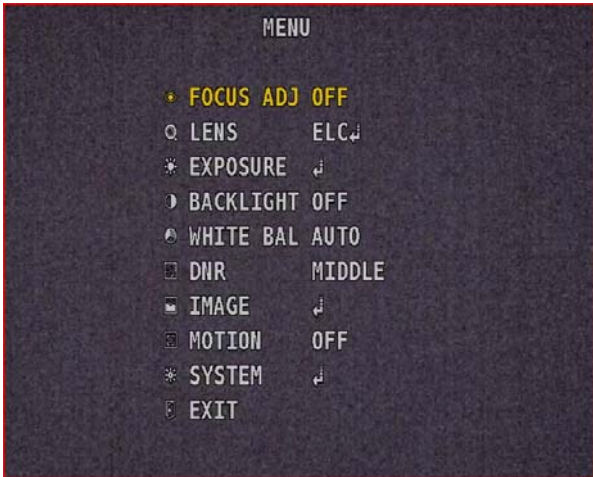 MENU
FOCUS ADJ OFF
LENS ELC↲
EXPOSURE ↲
BACKLIGHT OFF
WHITE BAL AUTO
DNR MIDDLE
IMAGE ↲
MOTION OFF
SYSTEM ↲
EXIT